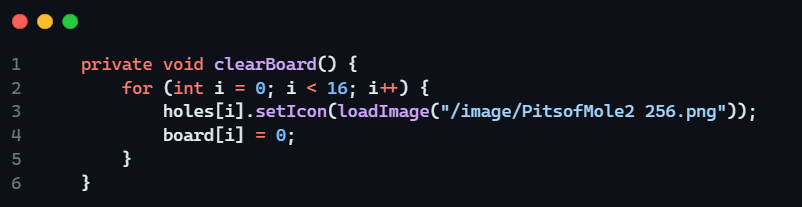 1 private void clearBoard() {
2 for (int i = 0; i < 16; i++) {
3 holes[i].setIcon(loadImage("/image/PitsofMole2 256.png"));
4 board[i] = 0;
5 }
6 }